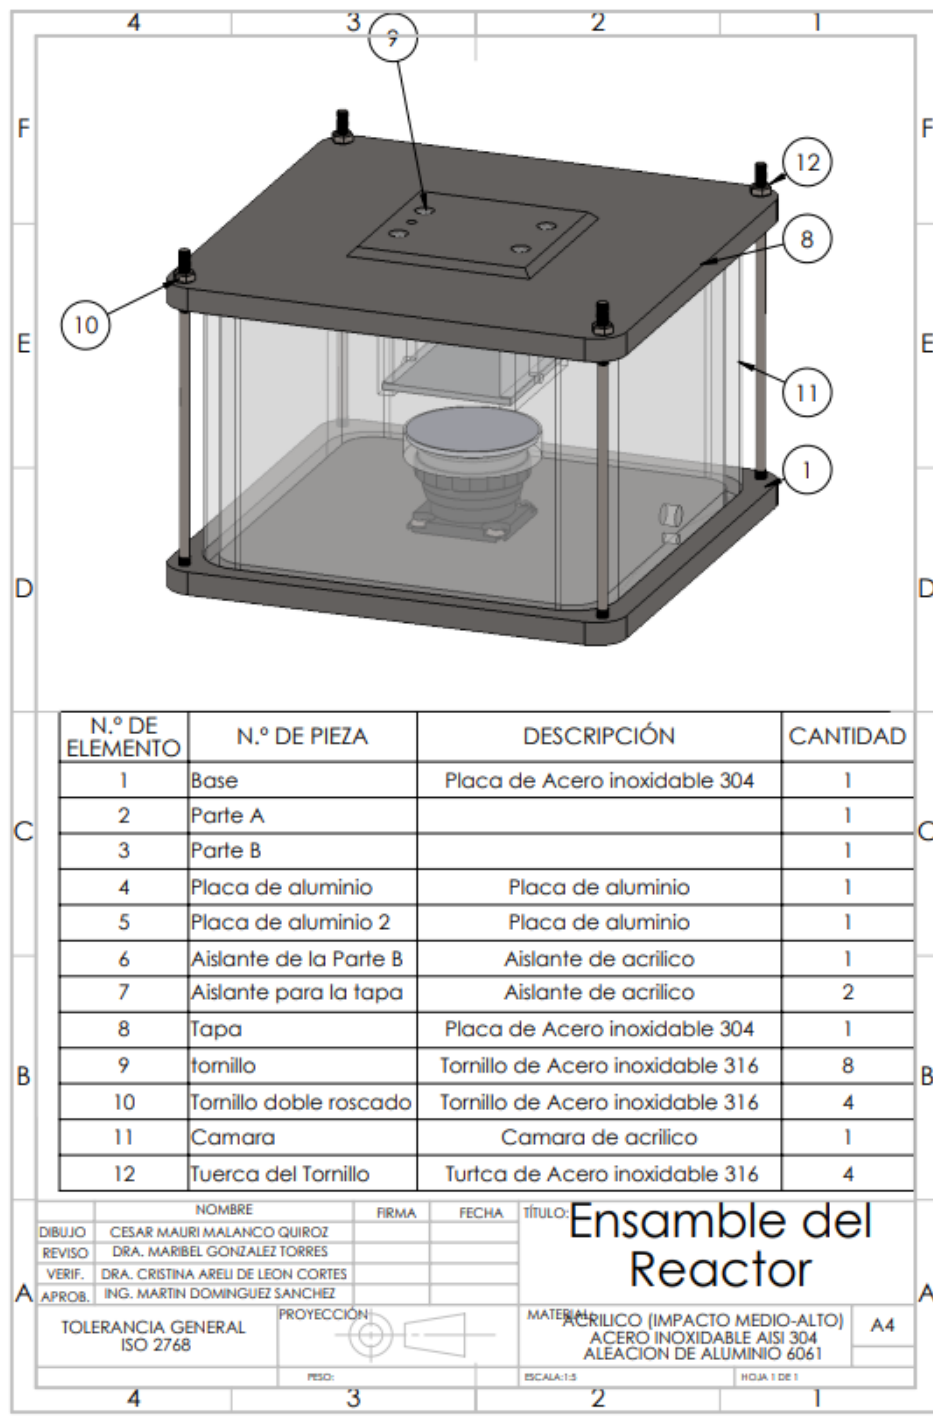 4 3 2 1
9
F F
12
8
10
E E
11
1
D D
N.º DE ELEMENTO N.º DE PIEZA DESCRIPCIÓN CANTIDAD
1 Base Placa de Acero inoxidable 304 1
2 Parte A 1
3 Parte B 1
C C
4 Placa de aluminio Placa de aluminio 1
5 Placa de aluminio 2 Placa de aluminio 1
6 Aislante de la Parte B Aislante de acrilico 1
7 Aislante para la tapa Aislante de acrilico 2
8 Tapa Placa de Acero inoxidable 304 1
9 tornillo Tornillo de Acero inoxidable 316 8
B B
10 Tornillo doble roscado Tornillo de Acero inoxidable 316 4
11 Camara Camara de acrilico 1
12 Tuerca del Tornillo Turtca de Acero inoxidable 316 4
NOMBRE FIRMA FECHA TÍTULO:
Ensamble del
Reactor
DIBUJO CESAR MAURI MALANCO QUIROZ
REVISO DRA. MARIBEL GONZALEZ TORRES
VERIF. DRA. CRISTINA ARELI DE LEON CORTES
APROB. ING. MARTIN DOMINGUEZ SANCHEZ
A A
TOLERANCIA GENERAL
ISO 2768
PROYECCIÓN
MATERIAL:
ACRILICO (IMPACTO MEDIO-ALTO)
ACERO INOXIDABLE AISI 304
ALEACION DE ALUMINIO 6061
A4
PESO: ESCALA:1:5 HOJA 1 DE 1
4 3 2 1